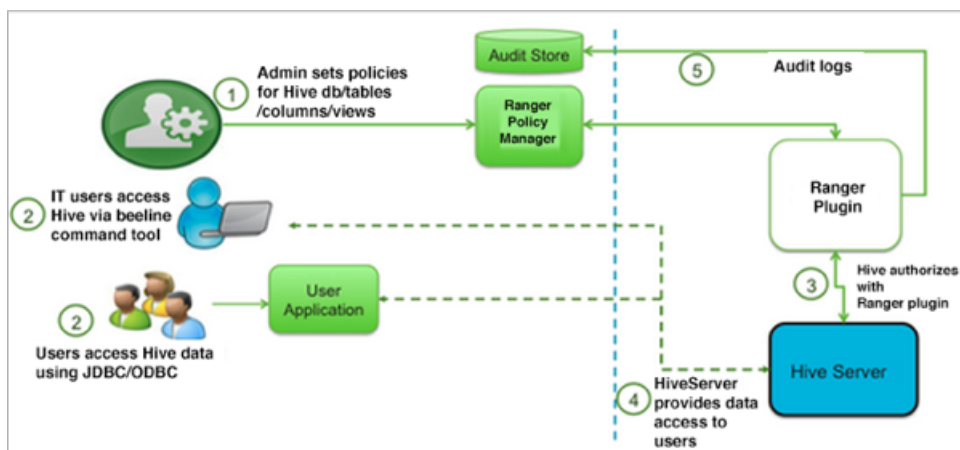 Audit Store
5
Audit logs
1
Admin sets policies
for Hive db/tables
/columns/views
Ranger
Policy
Manager
Ranger
Plugin
2
IT users access
Hive via beeline
command tool
User
Application
3
Hive authorizes
with
Ranger plugin
2
Users access Hive data
using JDBC/ODBC
4
HiveServer
provides data
access to
users
Hive Server